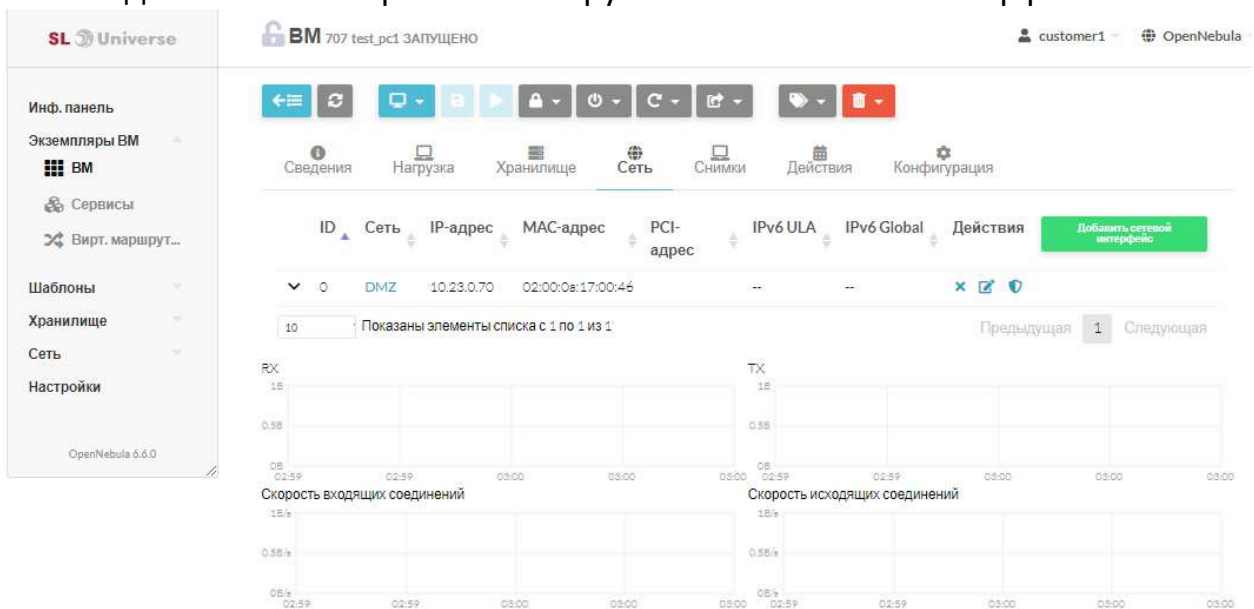 SL Universe
ВМ 707 test_pc1 ЗАПУЩЕНО
customer1
OpenNebula
Инф. панель
Экземпляры ВМ
ВМ
Сервисы
Вирт. маршрут...
Шаблоны
Хранилище
Сеть
Настройки
OpenNebula 6.6.0
Сведения
Нагрузка
Хранилище
Сеть
Снимки
Действия
Конфигурация
ID Сеть IP-адрес MAC-адрес PCI-адрес IPv6 ULA IPv6 Global Действия
Добавить сетевой интерфейс
0 DMZ 10.23.0.70 02:00:0a:17:00:46 -- --
10 Показаны элементы списка с 1 по 1 из 1
Предыдущая 1 Следующая
RX
1B
0.5B
0B
02:59 02:59 03:00 03:00 03:00
TX
1B
0.5B
0B
02:59 02:59 03:00 03:00 03:00
Скорость входящих соединений
1B/s
0.5B/s
0B/s
02:59 02:59 03:00 03:00 03:00
Скорость исходящих соединений
1B/s
0.5B/s
0B/s
02:59 02:59 03:00 03:00 03:00